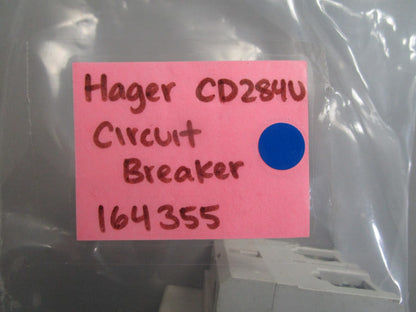 Hager CD284U
Circuit
Breaker
164355